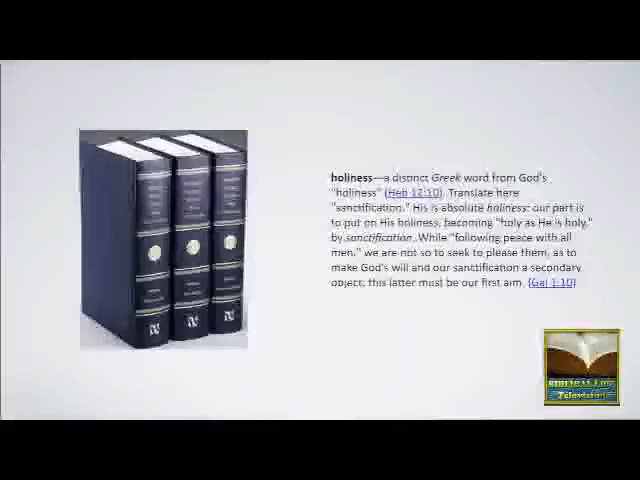 holiness—a distinct Greek word from God's
"holiness" (Heb 12:10). Translate here
"sanctification." His is absolute holiness: our part is
to put on His holiness, becoming "holy as He is holy,"
by sanctification. While "following peace with all
men," we are not so to seek to please them, as to
make God's will and our sanctification a secondary
object; this latter must be our first aim. (Gal 1:10)
BIBLICAL LIFE
Television